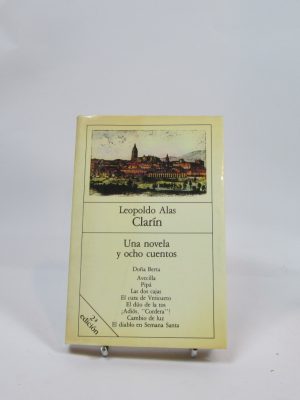 Leopoldo Alas
Clarín
Una novela
y ocho cuentos
Doña Berta
Avecilla
Pipá
Las dos cajas
El cura de Vericueto
El dúo de la tos
¡Adiós, "Cordera"!
Cambio de luz
El diablo en Semana Santa
2ª edición